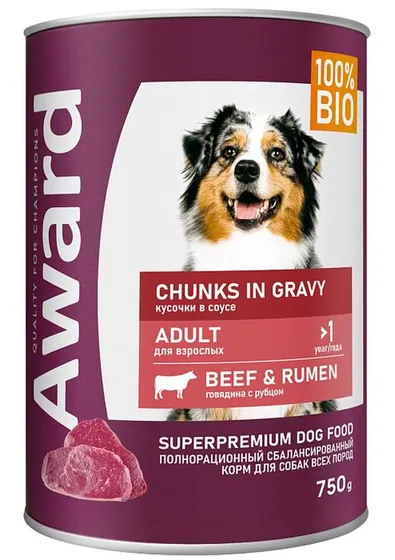 Award
QUALITY FOR CHAMPIONS
100%
BIO
CHUNKS IN GRAVY
кусочки в соусе
ADULT
для взрослых
>1
year/года
BEEF & RUMEN
говядина с рубцом
SUPERPREMIUM DOG FOOD
ПОЛНОРАЦИОННЫЙ СБАЛАНСИРОВАННЫЙ
КОРМ ДЛЯ СОБАК ВСЕХ ПОРОД
750g